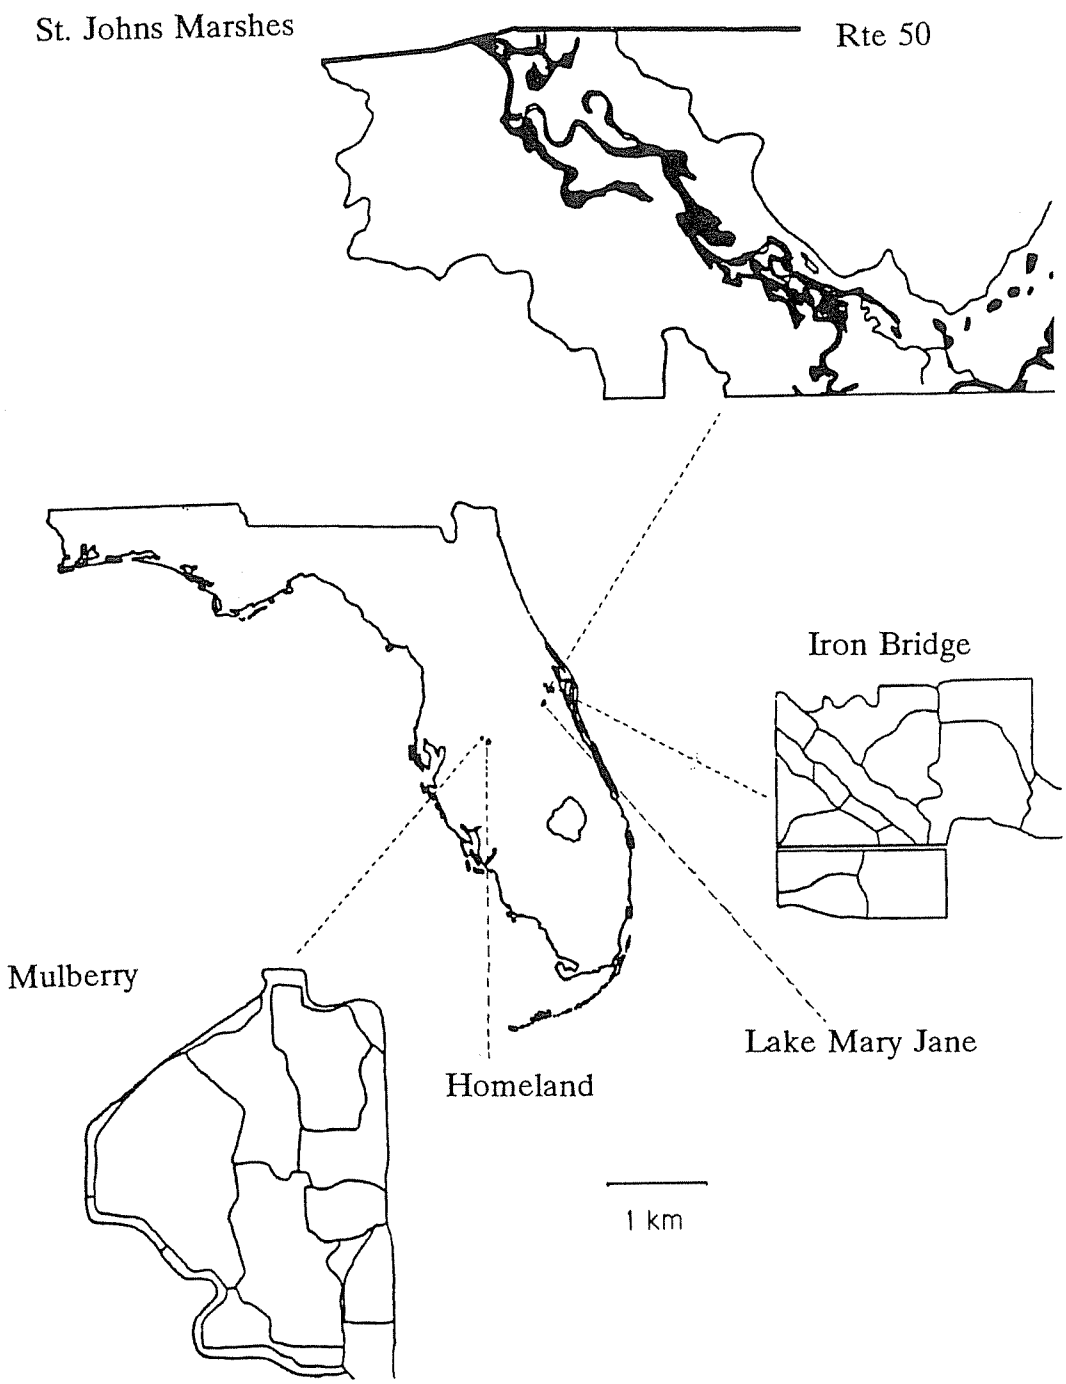 St. Johns Marshes
Rte 50
Iron Bridge
Mulberry
Lake Mary Jane
Homeland
1 km